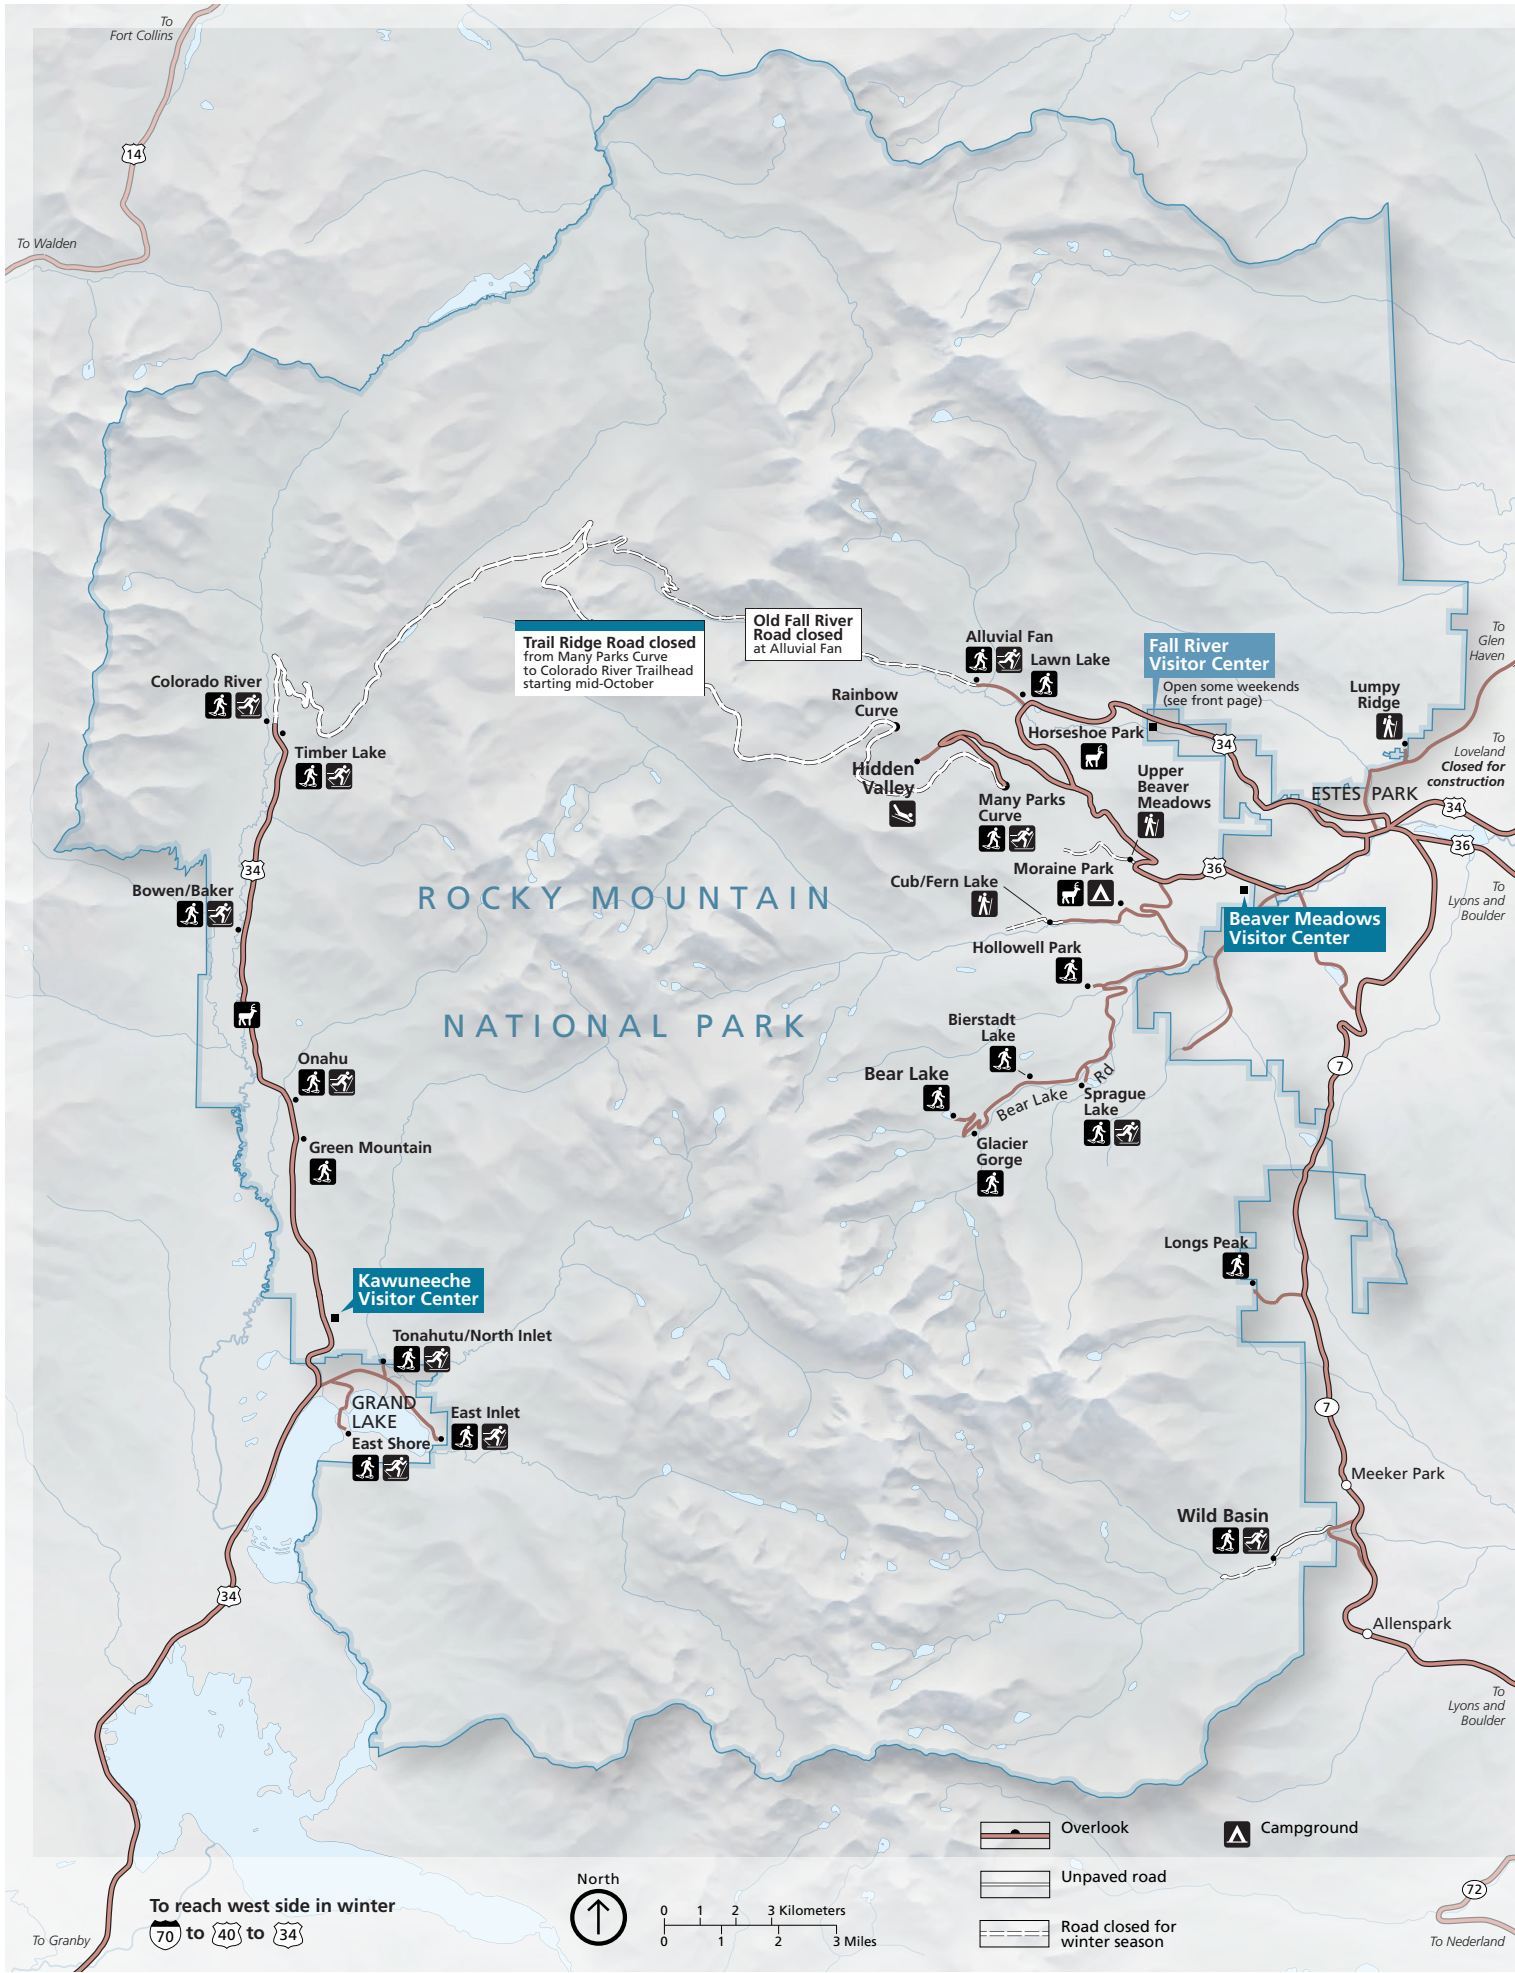 To
Fort Collins
14
To Walden
Trail Ridge Road closed
from Many Parks Curve
to Colorado River Trailhead
starting mid-October
Old Fall River
Road closed
at Alluvial Fan
Alluvial Fan
Lawn Lake
Fall River
Visitor Center
Open some weekends
(see front page)
To
Glen
Haven
Lumpy
Ridge
Colorado River
Timber Lake
Rainbow
Curve
Horseshoe Park
34
To
Loveland
Closed for
construction
Hidden
Valley
Many Parks
Curve
Upper
Beaver
Meadows
ESTES PARK
34
36
34
Bowen/Baker
ROCKY MOUNTAIN
NATIONAL PARK
Moraine Park
36
Cub/Fern Lake
To
Lyons and
Boulder
Beaver Meadows
Visitor Center
Hollowell Park
Bierstadt
Lake
Bear Lake
Bear Lake Rd
Sprague
Lake
Glacier
Gorge
7
Onahu
Green Mountain
Longs Peak
Kawuneeche
Visitor Center
Tonahutu/North Inlet
GRAND
LAKE
East Inlet
East Shore
7
Meeker Park
Wild Basin
34
Allenspark
To
Lyons and
Boulder
Overlook
Campground
Unpaved road
Road closed for
winter season
North
0 1 2 3 Kilometers
0 1 2 3 Miles
To reach west side in winter
70 to 40 to 34
To Granby
72
To Nederland